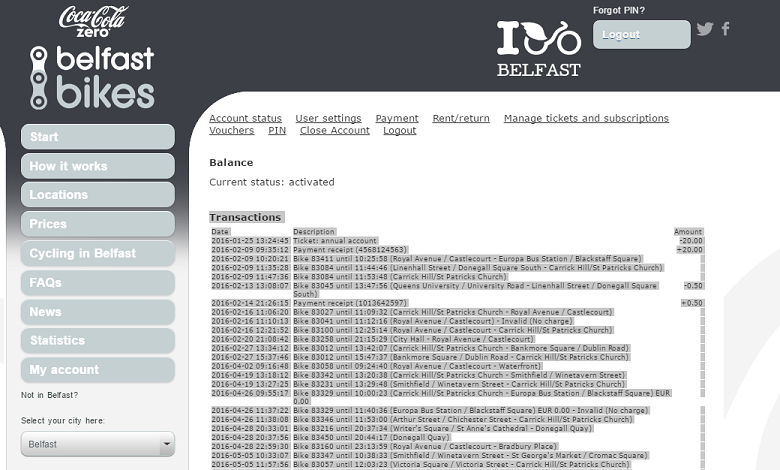 Coca-Cola
zero
belfast
bikes
Forgot PIN?
Logout
I
BELFAST
Start
How it works
Locations
Prices
Cycling in Belfast
FAQs
News
Statistics
My account
Not in Belfast?
Select your city here:
Belfast
Account status User settings Payment Rent/return Manage tickets and subscriptions
Vouchers PIN Close Account Logout
Balance
Current status: activated
Transactions
Date Description Amount
2016-01-25 13:24:45 Ticket: annual account -20.00
2016-02-09 09:35:12 Payment receipt (4568124563) +20.00
2016-02-09 10:20:21 Bike 83411 until 10:25:58 (Royal Avenue / Castlecourt - Europa Bus Station / Blackstaff Square)
2016-02-09 11:35:28 Bike 83084 until 11:44:46 (Linenhall Street / Donegall Square South - Carrick Hill/St Patricks Church)
2016-02-09 11:47:36 Bike 83084 until 11:53:48 (Carrick Hill/St Patricks Church)
2016-02-13 13:08:07 Bike 83045 until 13:47:56 (Queens University / University Road - Linenhall Street / Donegall Square South) -0.50
2016-02-14 21:26:15 Payment receipt (1013642597) +0.50
2016-02-16 11:06:20 Bike 83027 until 11:09:32 (Carrick Hill/St Patricks Church - Royal Avenue / Castlecourt)
2016-02-16 11:10:13 Bike 83041 until 11:12:16 (Royal Avenue / Castlecourt) - Invalid (No charge)
2016-02-16 12:21:52 Bike 83100 until 12:25:14 (Royal Avenue / Castlecourt - Carrick Hill/St Patricks Church)
2016-02-20 21:08:42 Bike 83258 until 21:15:29 (City Hall - Royal Avenue / Castlecourt)
2016-02-27 13:34:12 Bike 83012 until 13:42:07 (Carrick Hill/St Patricks Church - Bankmore Square / Dublin Road)
2016-02-27 15:37:46 Bike 83012 until 15:47:37 (Bankmore Square / Dublin Road - Carrick Hill/St Patricks Church)
2016-04-02 09:16:48 Bike 83058 until 09:24:40 (Royal Avenue / Castlecourt - Waterfront)
2016-04-19 13:18:12 Bike 83342 until 13:20:38 (Carrick Hill/St Patricks Church - Smithfield / Winetavern Street)
2016-04-19 13:27:25 Bike 83231 until 13:29:48 (Smithfield / Winetavern Street - Carrick Hill/St Patricks Church)
2016-04-26 09:55:17 Bike 83329 until 10:00:23 (Carrick Hill/St Patricks Church - Europa Bus Station / Blackstaff Square) EUR
0.00
2016-04-26 11:37:22 Bike 83329 until 11:40:36 (Europa Bus Station / Blackstaff Square) EUR 0.00 - Invalid (No charge)
2016-04-26 11:38:08 Bike 83346 until 11:53:00 (Arthur Street / Chichester Street - Carrick Hill/St Patricks Church)
2016-04-28 20:33:01 Bike 83216 until 20:37:34 (Writer's Square / St Anne's Cathedral - Donegall Quay)
2016-04-28 20:37:56 Bike 83450 until 20:44:17 (Donegall Quay)
2016-04-28 22:59:30 Bike 83160 until 23:13:59 (Royal Avenue / Castlecourt - Bradbury Place)
2016-05-05 10:33:07 Bike 83347 until 10:38:33 (Smithfield / Winetavern Street - St George's Market / Cromac Square)
2016-05-05 11:57:56 Bike 83057 until 12:03:23 (Victoria Square / Victoria Street - Carrick Hill/St Patricks Church)